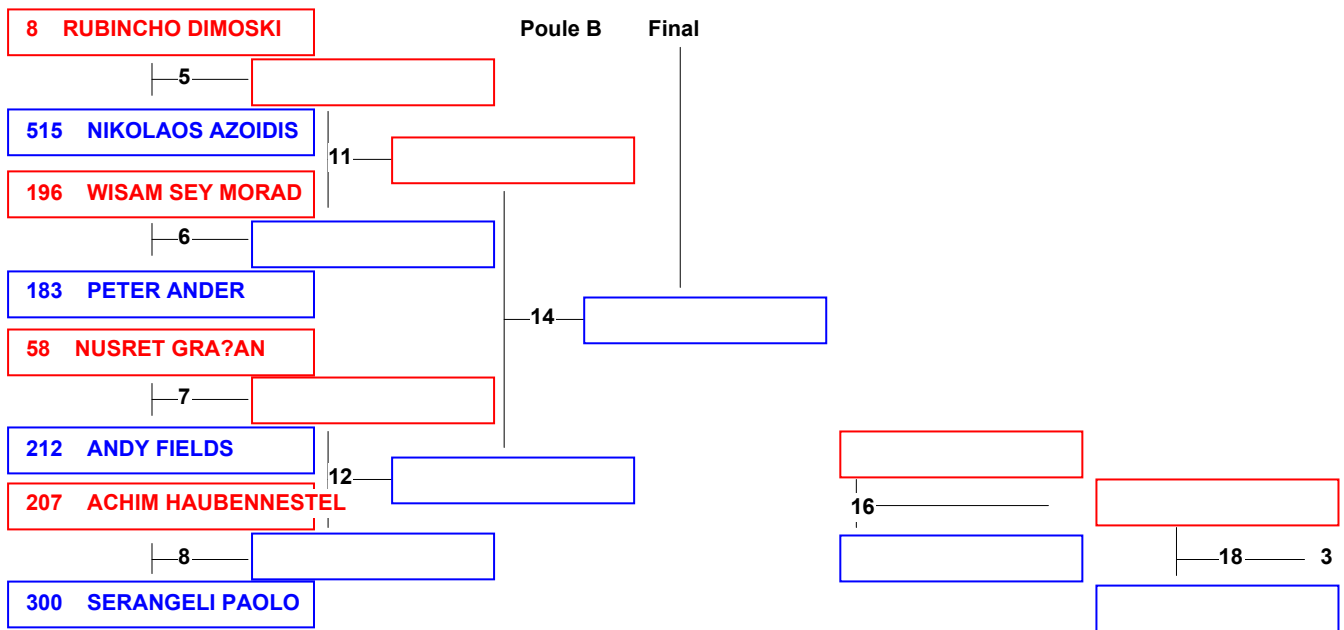 8 RUBINCHO DIMOSKI
Poule B Final
5
515 NIKOLAOS AZOIDIS
11
196 WISAM SEY MORAD
6
183 PETER ANDER
14
58 NUSRET GRA?AN
7
212 ANDY FIELDS
12
207 ACHIM HAUBENNESTEL
16
8
18 3
300 SERANGELI PAOLO